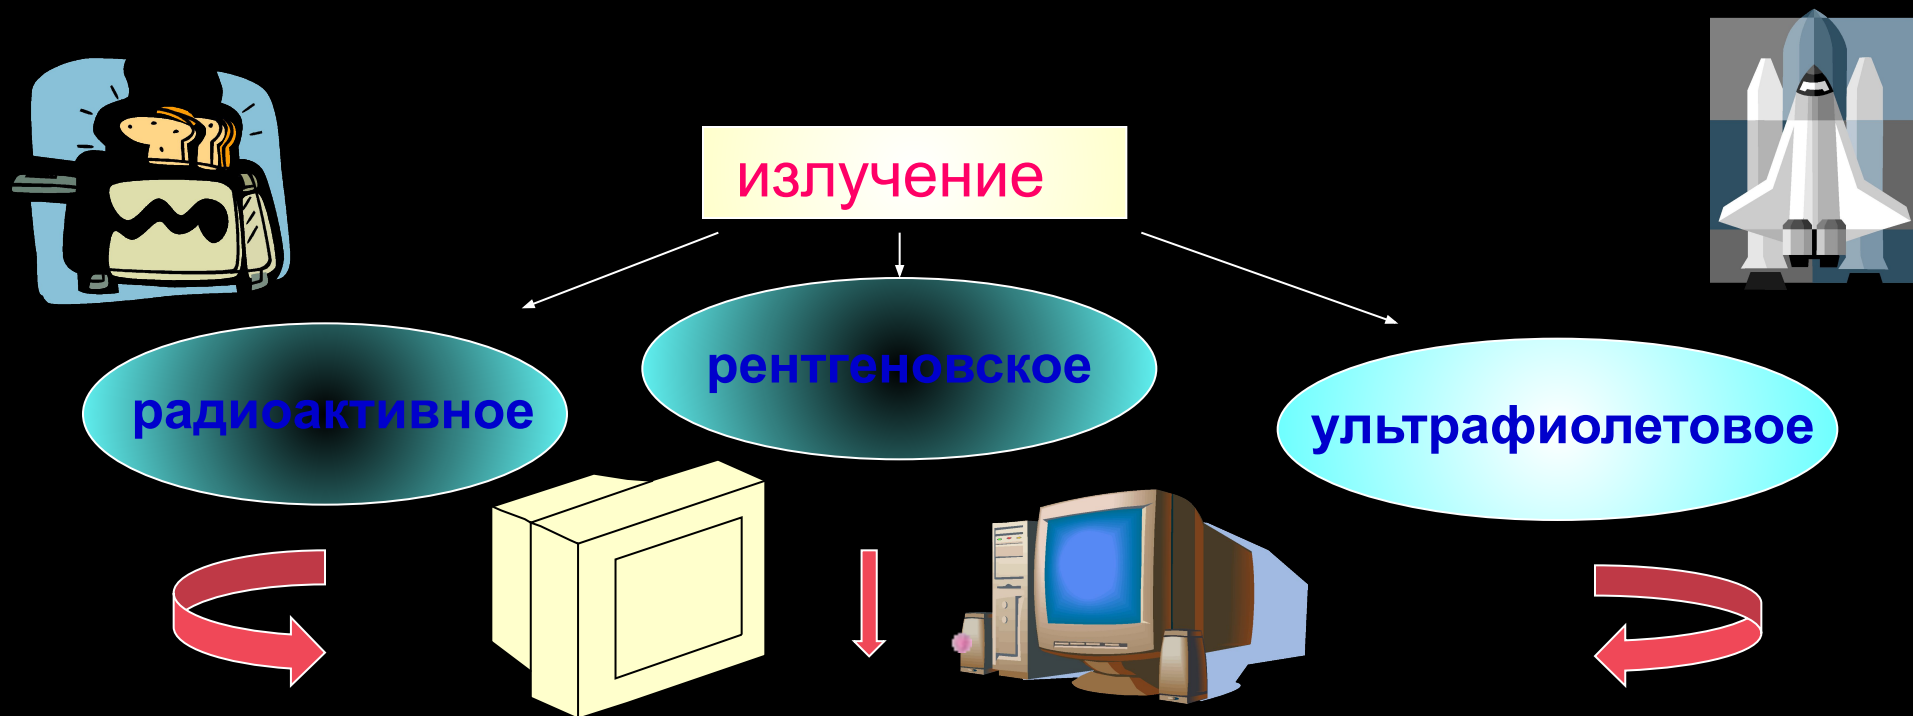 излучение
радиоактивное
рентгеновское
ультрафиолетовое